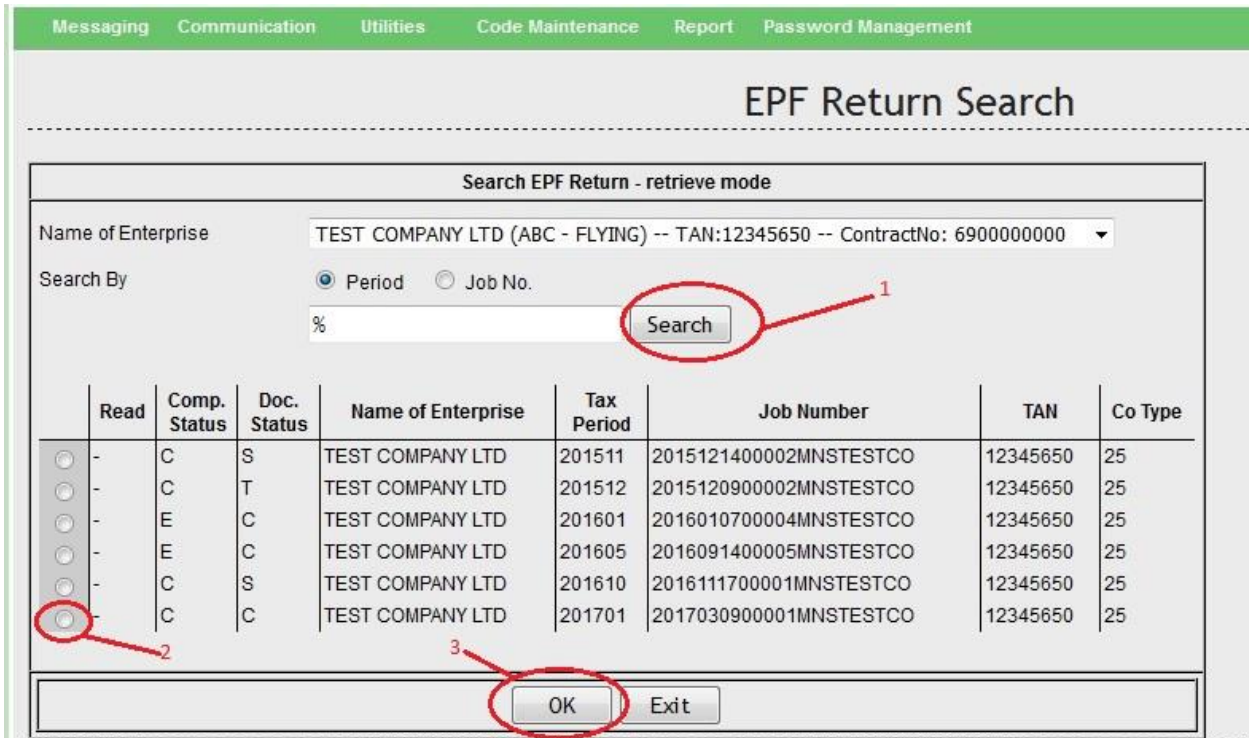 Messaging Communication Utilities Code Maintenance Report Password Management
EPF Return Search
Search EPF Return - retrieve mode
Name of Enterprise TEST COMPANY LTD (ABC - FLYING) -- TAN:12345650 -- ContractNo: 6900000000
Search By Period Job No.
1
% Search
Read Comp. Status Doc. Status Name of Enterprise Tax Period Job Number TAN Co Type
- C S TEST COMPANY LTD 201511 2015121400002MNSTESTCO 12345650 25
- C T TEST COMPANY LTD 201512 2015120900002MNSTESTCO 12345650 25
- E C TEST COMPANY LTD 201601 2016010700004MNSTESTCO 12345650 25
- E C TEST COMPANY LTD 201605 2016091400005MNSTESTCO 12345650 25
- C S TEST COMPANY LTD 201610 2016111700001MNSTESTCO 12345650 25
- C C TEST COMPANY LTD 201701 2017030900001MNSTESTCO 12345650 25
2 3
OK Exit